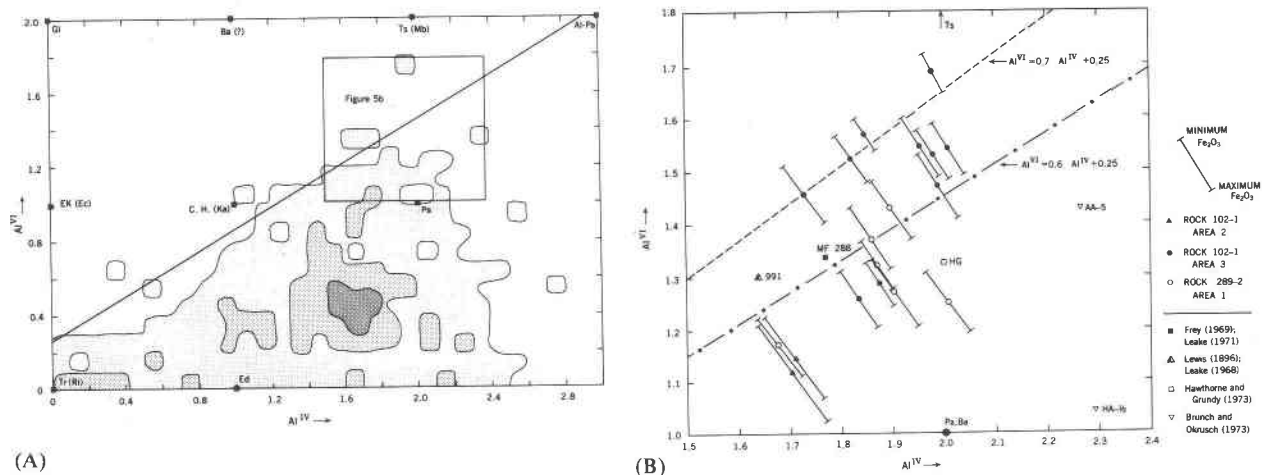 2.0
1.6
1.2
0.8
0.4
0
Al VI →
Gl
Ba (?)
Ts (Mb)
Al-Pa
Figure 5b
EK (Ec)
C. H. (Ka)
Pa
Tr (Ri)
Ed
0 0.4 0.8 1.2 1.6 2.0 2.4 2.8
Al IV →
(A)
1.8
1.7
1.6
1.5
1.4
1.3
1.2
1.1
1.0
Al VI →
Ts
Al VI = 0.7 Al IV + 0.25
Al VI = 0.6 Al IV + 0.25
AA-5
MF 288
991
HG
HA-½
Pa, Ba
1.5 1.6 1.7 1.8 1.9 2.0 2.1 2.2 2.3 2.4
Al IV →
(B)
MINIMUM
Fe2O3
MAXIMUM
Fe2O3
ROCK 102-1
AREA 2
ROCK 102-1
AREA 3
ROCK 289-2
AREA 1
Frey (1969);
Leake (1971)
Lewis (1896);
Leake (1968)
Hawthorne and
Grundy (1973)
Brunch and
Okrusch (1973)